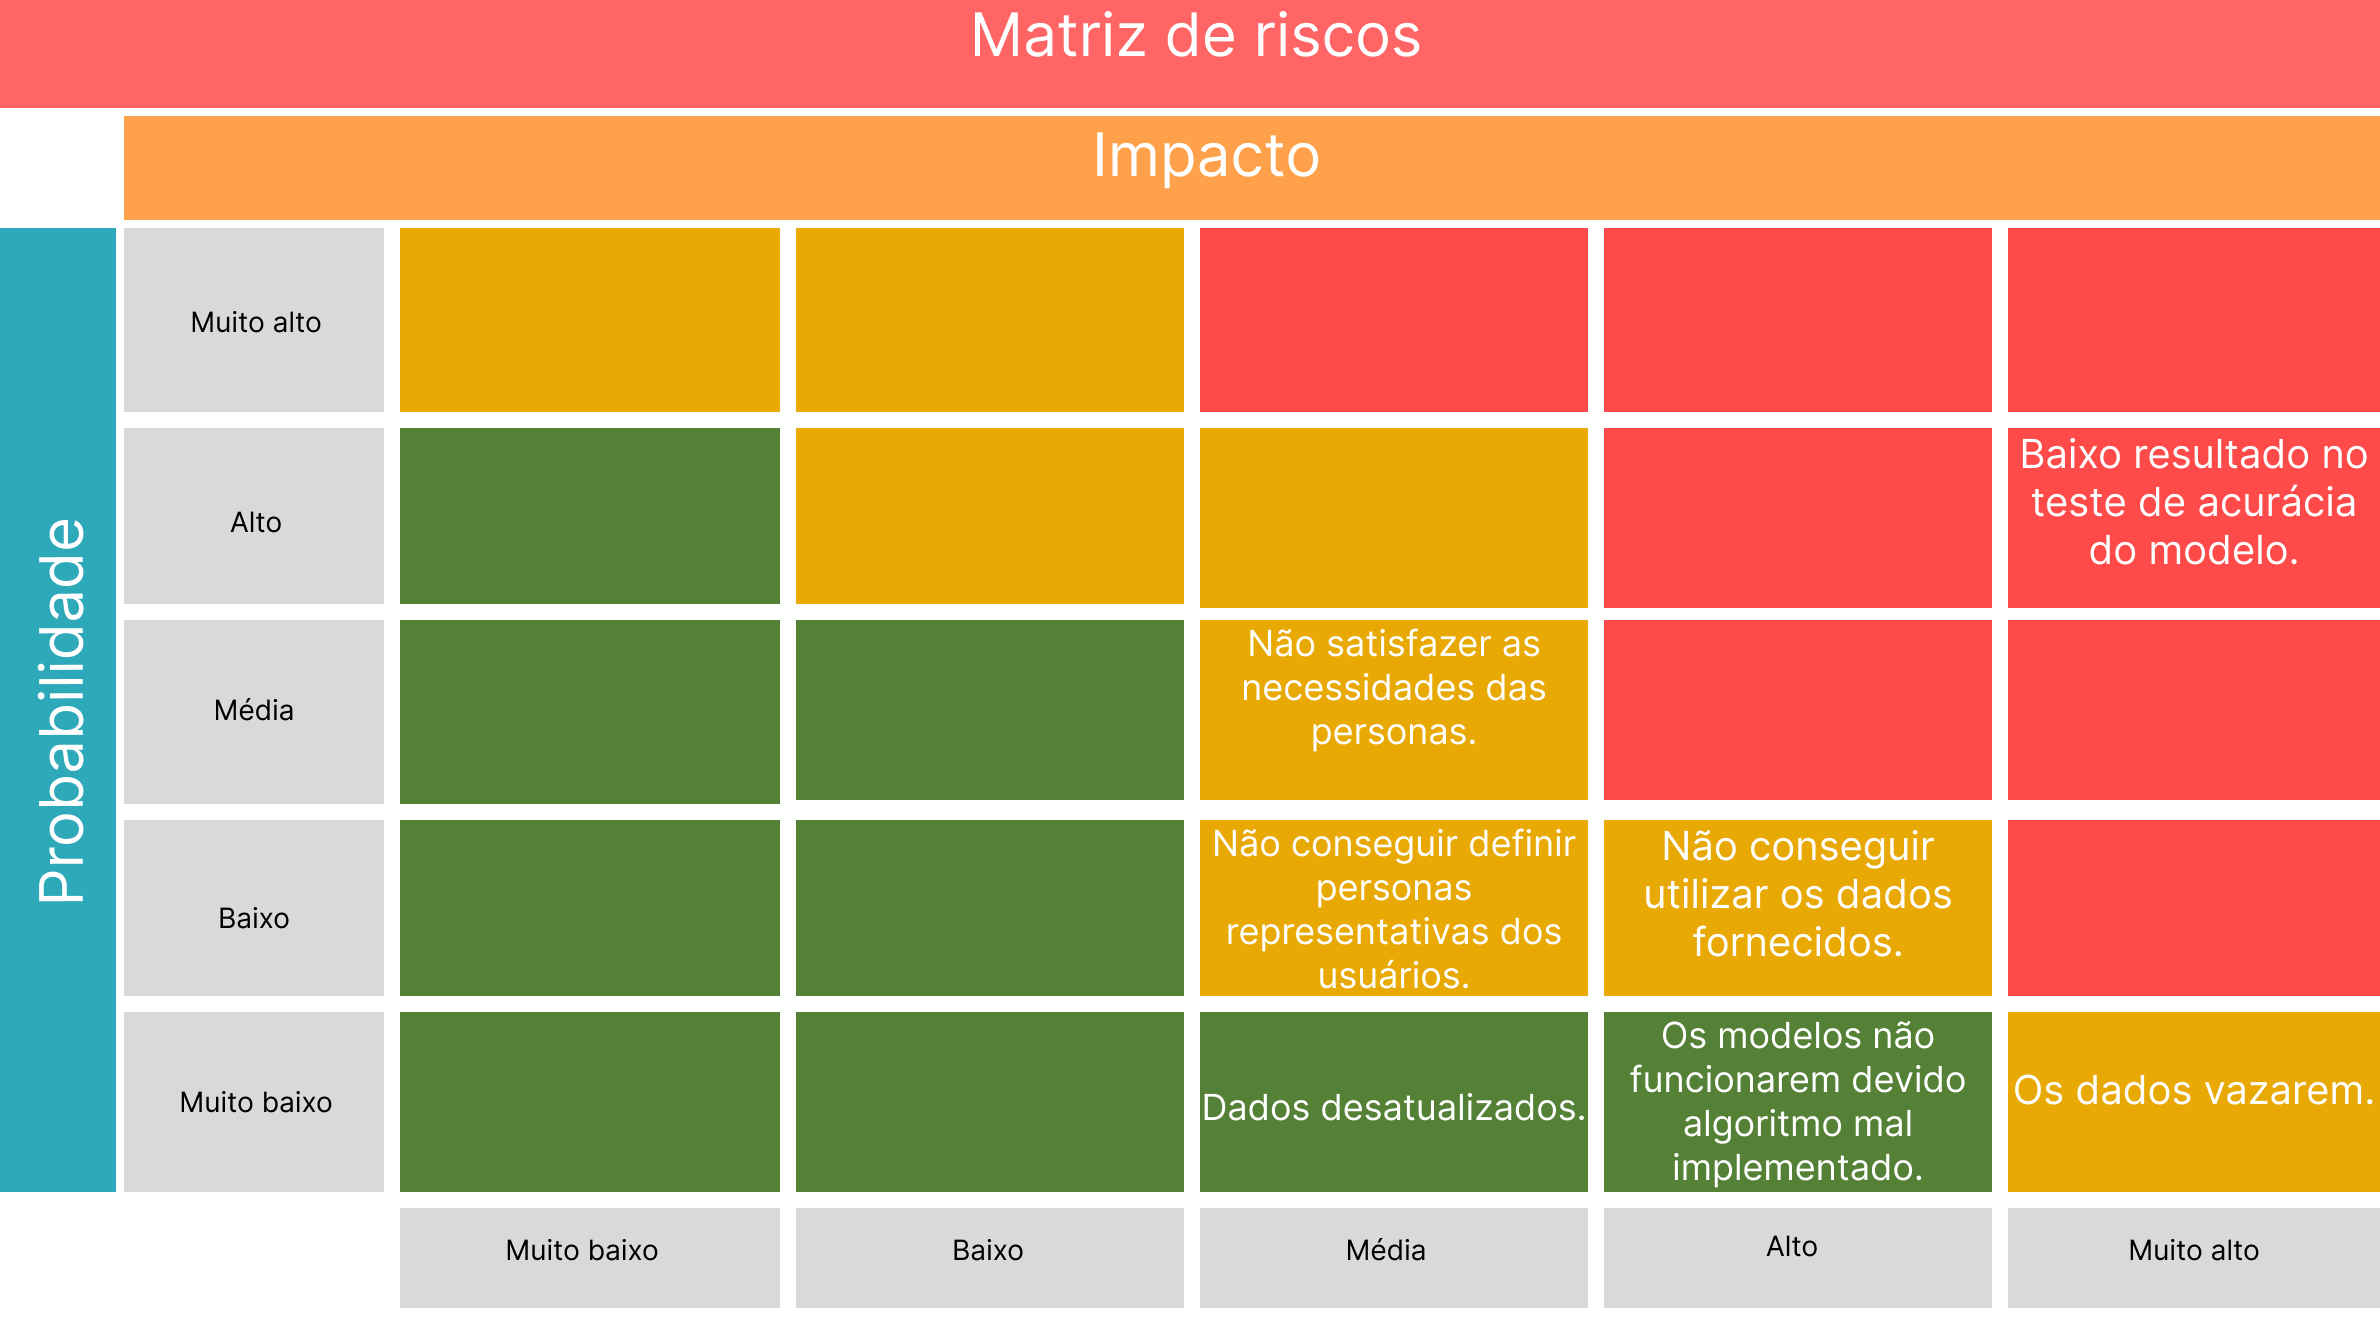 Matriz de riscos
Impacto
Probabilidade
Muito alto
Alto
Baixo resultado no
teste de acurácia
do modelo.
Média
Não satisfazer as
necessidades das
personas.
Baixo
Não conseguir definir
personas
representativas dos
usuários.
Não conseguir
utilizar os dados
fornecidos.
Muito baixo
Dados desatualizados.
Os modelos não
funcionarem devido
algoritmo mal
implementado.
Os dados vazarem.
Muito baixo
Baixo
Média
Alto
Muito alto